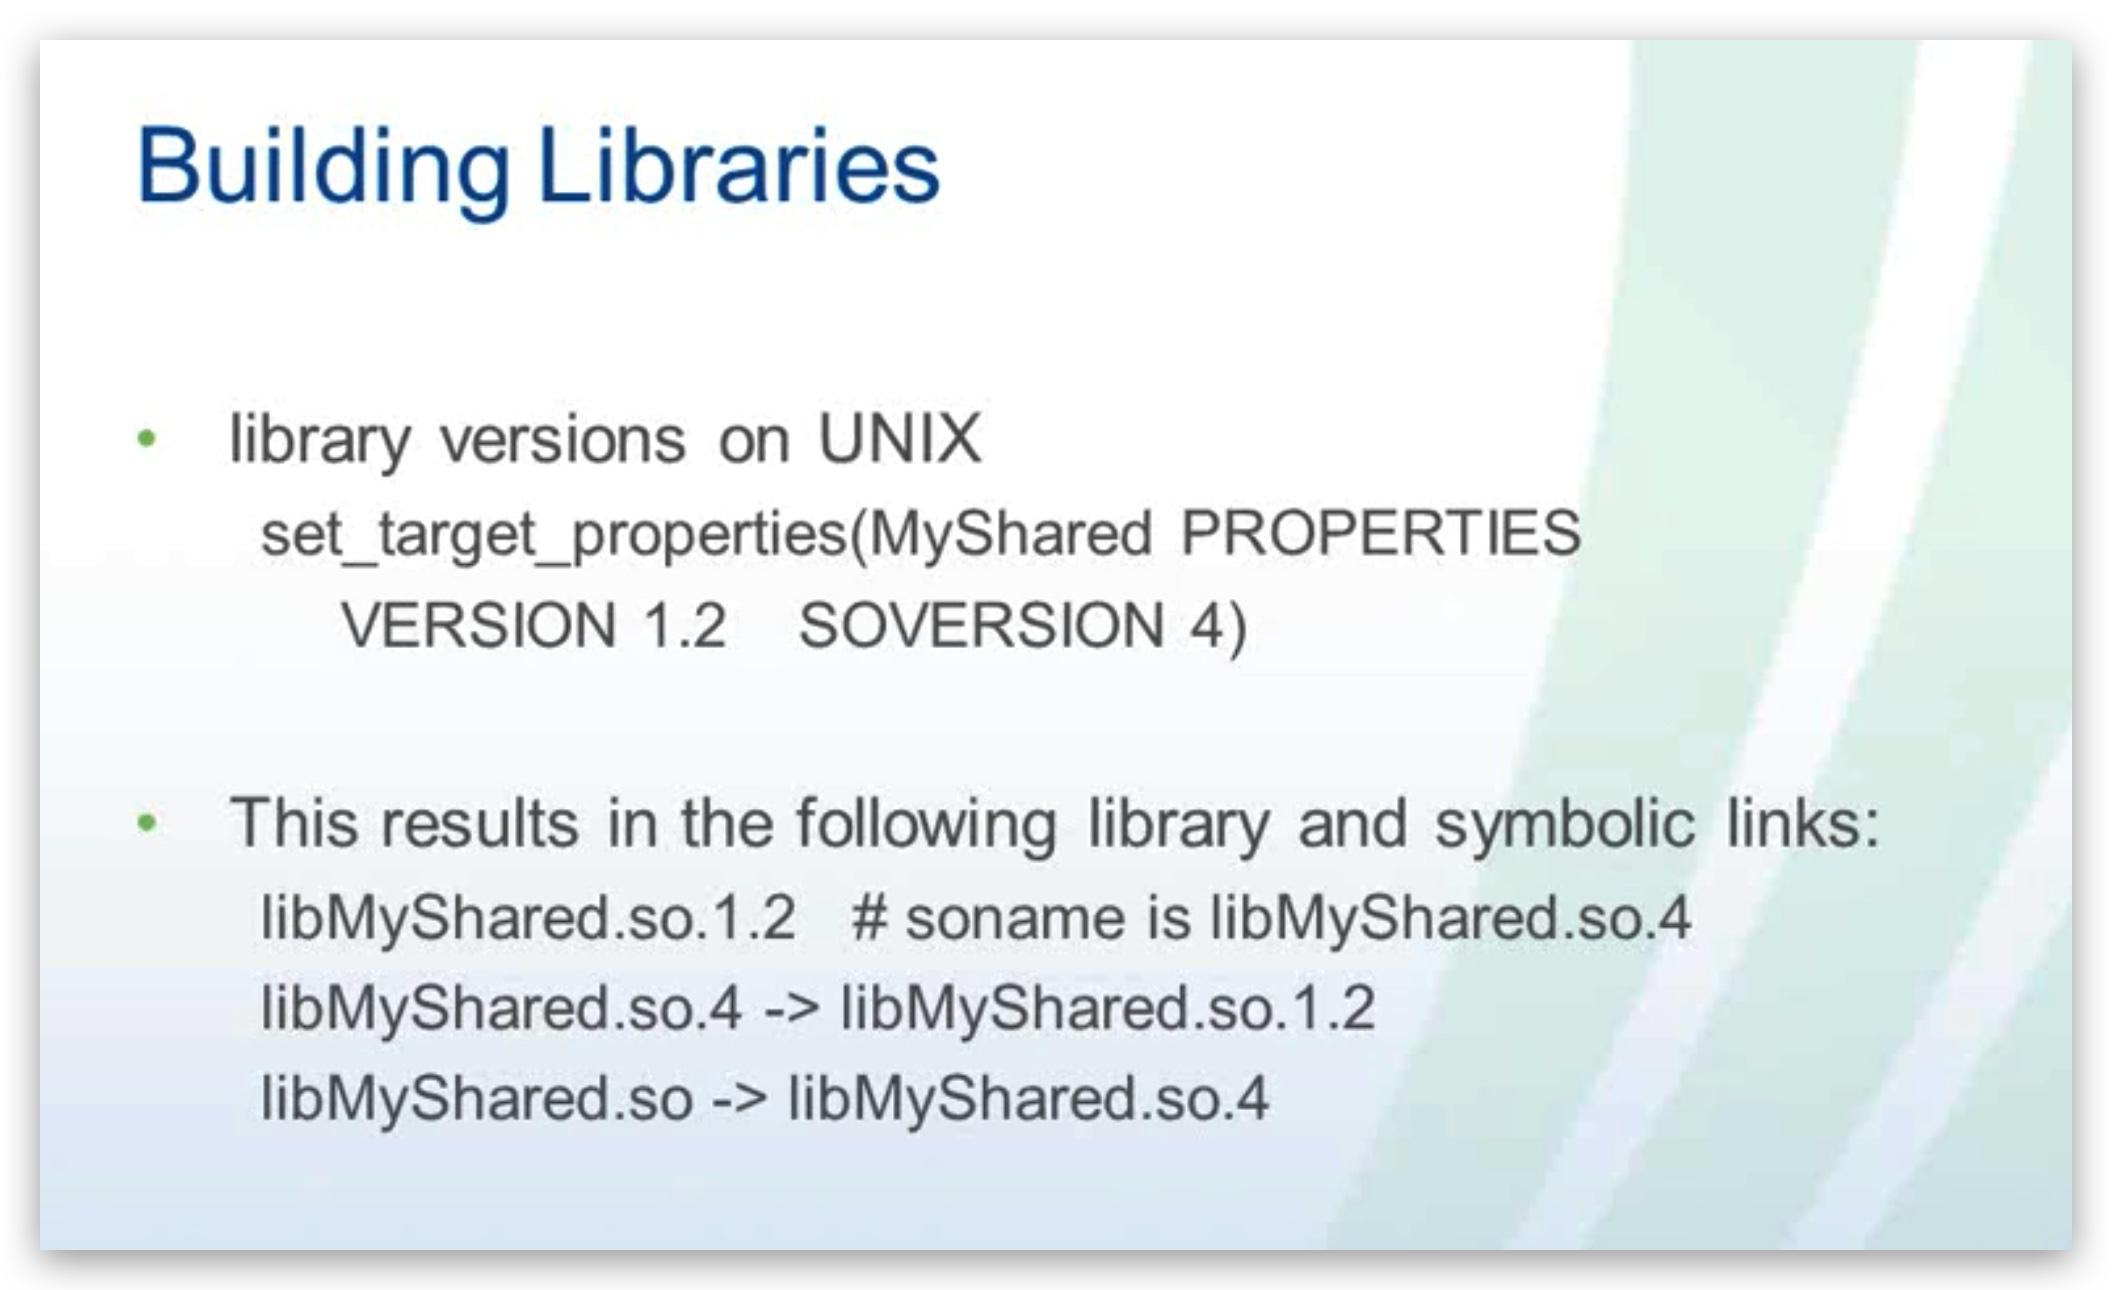 Building Libraries
• library versions on UNIX
set_target_properties(MyShared PROPERTIES
VERSION 1.2 SOVERSION 4)
• This results in the following library and symbolic links:
libMyShared.so.1.2 # soname is libMyShared.so.4
libMyShared.so.4 -> libMyShared.so.1.2
libMyShared.so -> libMyShared.so.4